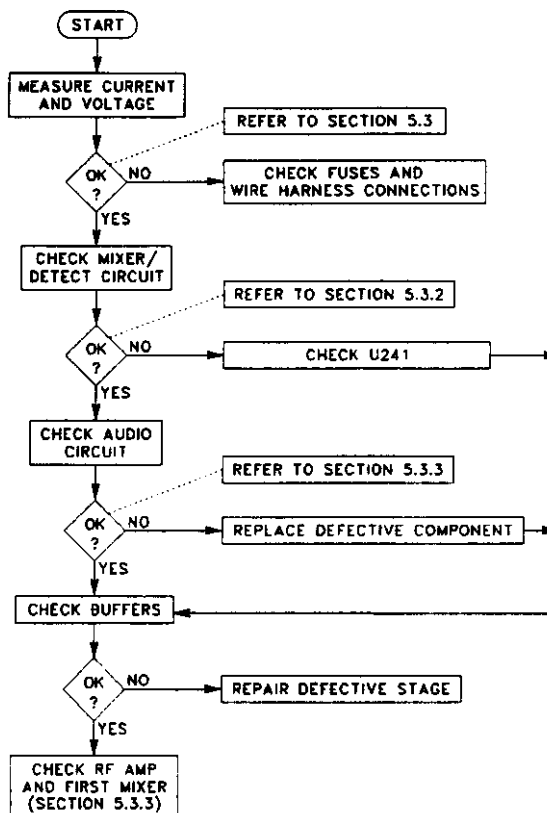 START
MEASURE CURRENT
AND VOLTAGE
REFER TO SECTION 5.3
OK
?
NO
CHECK FUSES AND
WIRE HARNESS CONNECTIONS
YES
CHECK MIXER/
DETECT CIRCUIT
REFER TO SECTION 5.3.2
OK
?
NO
CHECK U241
YES
CHECK AUDIO
CIRCUIT
REFER TO SECTION 5.3.3
OK
?
NO
REPLACE DEFECTIVE COMPONENT
YES
CHECK BUFFERS
OK
?
NO
REPAIR DEFECTIVE STAGE
YES
CHECK RF AMP
AND FIRST MIXER
(SECTION 5.3.3)